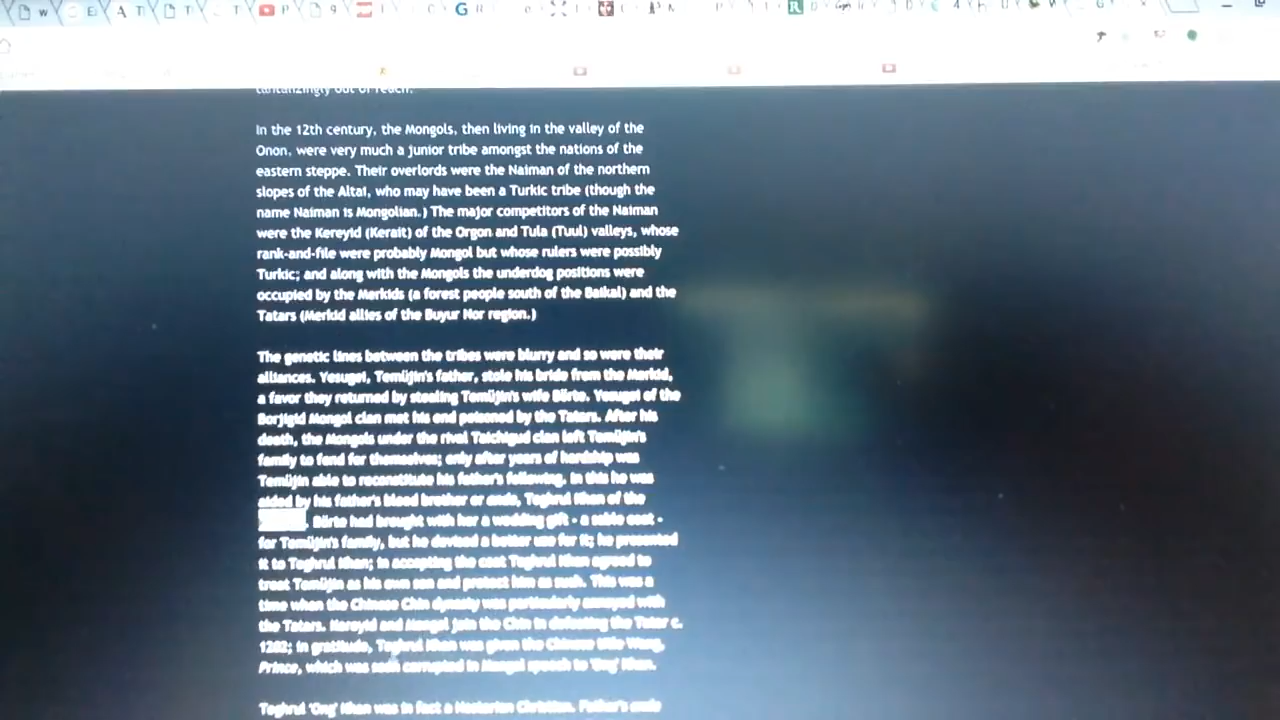 tantalizingly out of reach.
In the 12th century, the Mongols, then living in the valley of the
Onon, were very much a junior tribe amongst the nations of the
eastern steppe. Their overlords were the Naiman of the northern
slopes of the Altai, who may have been a Turkic tribe (though the
name Naiman is Mongolian.) The major competitors of the Naiman
were the Kereyid (Kerait) of the Orgon and Tula (Tuul) valleys, whose
rank-and-file were probably Mongol but whose rulers were possibly
Turkic; and along with the Mongols the underdog positions were
occupied by the Merkids (a forest people south of the Baikal) and the
Tatars (Merkid allies of the Buyur Nor region.)
The genetic lines between the tribes were blurry and so were their
alliances. Yesugei, Temüjin's father, stole his bride from the Merkid,
a favor they returned by stealing Temüjin's wife Börte. Yesugei of the
Borjigid Mongol clan met his end poisoned by the Tatars. After his
death, the Mongols under the rival Taichigud clan left Temüjin's
family to fend for themselves; only after years of hardship was
Temüjin able to reconstitute his father's following. In this he was
aided by his father's blood brother or anda, Toghrul Khan of the
. Börte had brought with her a wedding gift - a sable coat -
for Temüjin's family, but he devised a better use for it; he presented
it to Toghrul Khan; in accepting the coat Toghrul Khan agreed to
treat Temüjin as his own son and protect him as such. This was a
time when the Chinese Chin dynasty was particularly annoyed with
the Tatars. Kereyid and Mongol join the Chin in defeating the Tatar c.
1202; in gratitude, Toghrul Khan was given the Chinese title Wang,
Prince, which was soon corrupted in Mongol speech to 'Ong' Khan.
Toghrul 'Ong' Khan was in fact a Nestorian Christian. Father's anda